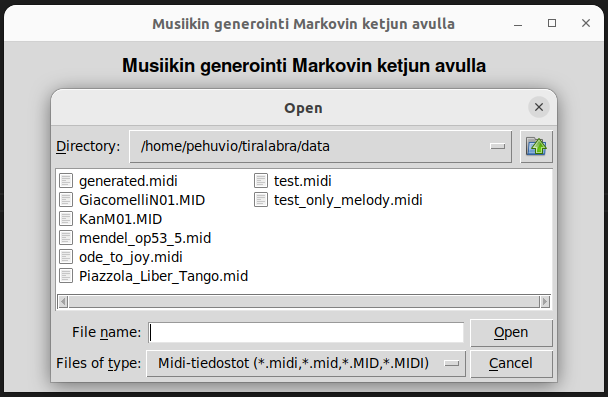 Musiikin generointi Markovin ketjun avulla
Musiikin generointi Markovin ketjun avulla
Open
Directory: /home/pehuvio/tiralabra/data
generated.midi
GiacomelliN01.MID
KanM01.MID
mendel_op53_5.mid
ode_to_joy.midi
Piazzola_Liber_Tango.mid
test.midi
test_only_melody.midi
File name: Open
Files of type: Midi-tiedostot (*.midi,*.mid,*.MID,*.MIDI) Cancel